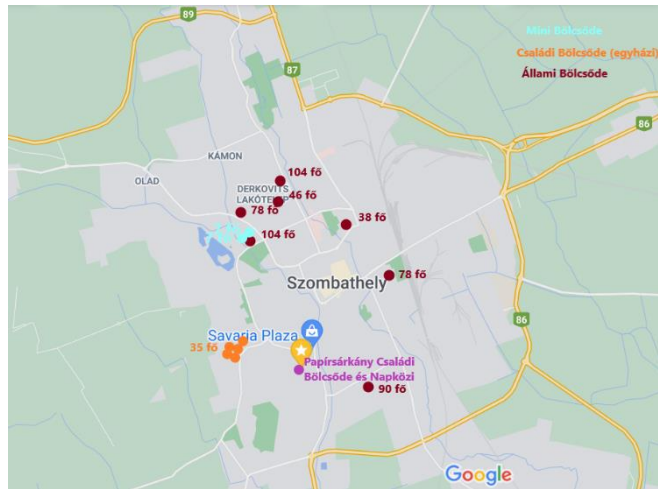 89
Mini Bölcsőde
Családi Bölcsőde (egyházi)
Állami Bölcsőde
87
86
KÁMON
OLAD
104 fő
DERKOVITS
46 fő
78 fő
38 fő
104 fő
78 fő
Szombathely
86
Savaria Plaza
35 fő
Papírsárkány Családi
Bölcsőde és Napközi
90 fő
Google